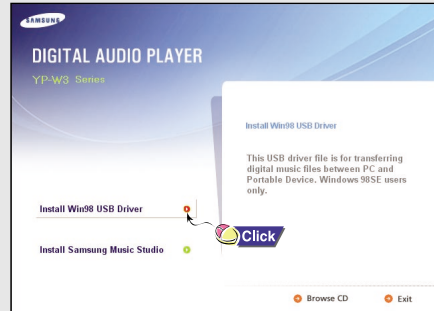 SAMSUNG
DIGITAL AUDIO PLAYER
YP-W3 Series
Install Win98 USB Driver
This USB driver file is for transferring
digital music files between PC and
Portable Device. Windows 98SE users
only.
Install Win98 USB Driver
Click
Install Samsung Music Studio
Browse CD
Exit